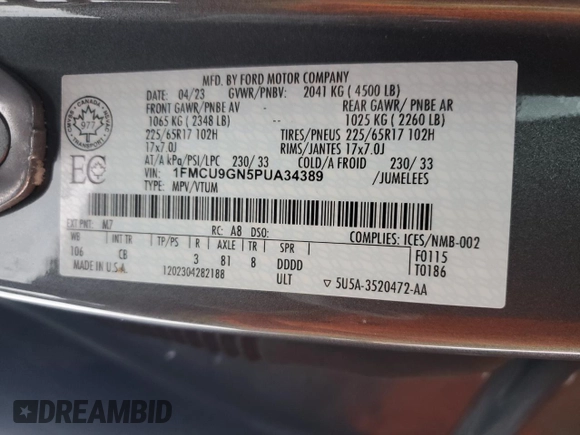 MFD. BY FORD MOTOR COMPANY
DATE: 04/23 GVWR/PNBV: 2041 KG ( 4500 LB)
FRONT GAWR/PNBE AV REAR GAWR/ PNBE AR
1065 KG ( 2348 LB) 1025 KG ( 2260 LB)
225/65R17 102H TIRES/PNEUS 225/65R17 102H
17x7.0J RIMS/JANTES 17x7.0J
AT/A kPa/PSI/LPC 230/ 33 COLD/A FROID 230/ 33
VIN: 1FMCU9GN5PUA34389 /JUMELEES
TYPE: MPV/VTUM
CANADA
977
TRANSPORT
EC
EXT PNT: M7 RC: A8 DSO: COMPLIES: ICES/NMB-002
WB INT TR TP/PS R AXLE TR SPR F0115
106 CB 3 81 8 DDDD T0186
MADE IN U.S.A. 1202304282188 ULT ▽ 5U5A-3520472-AA
DREAMBID